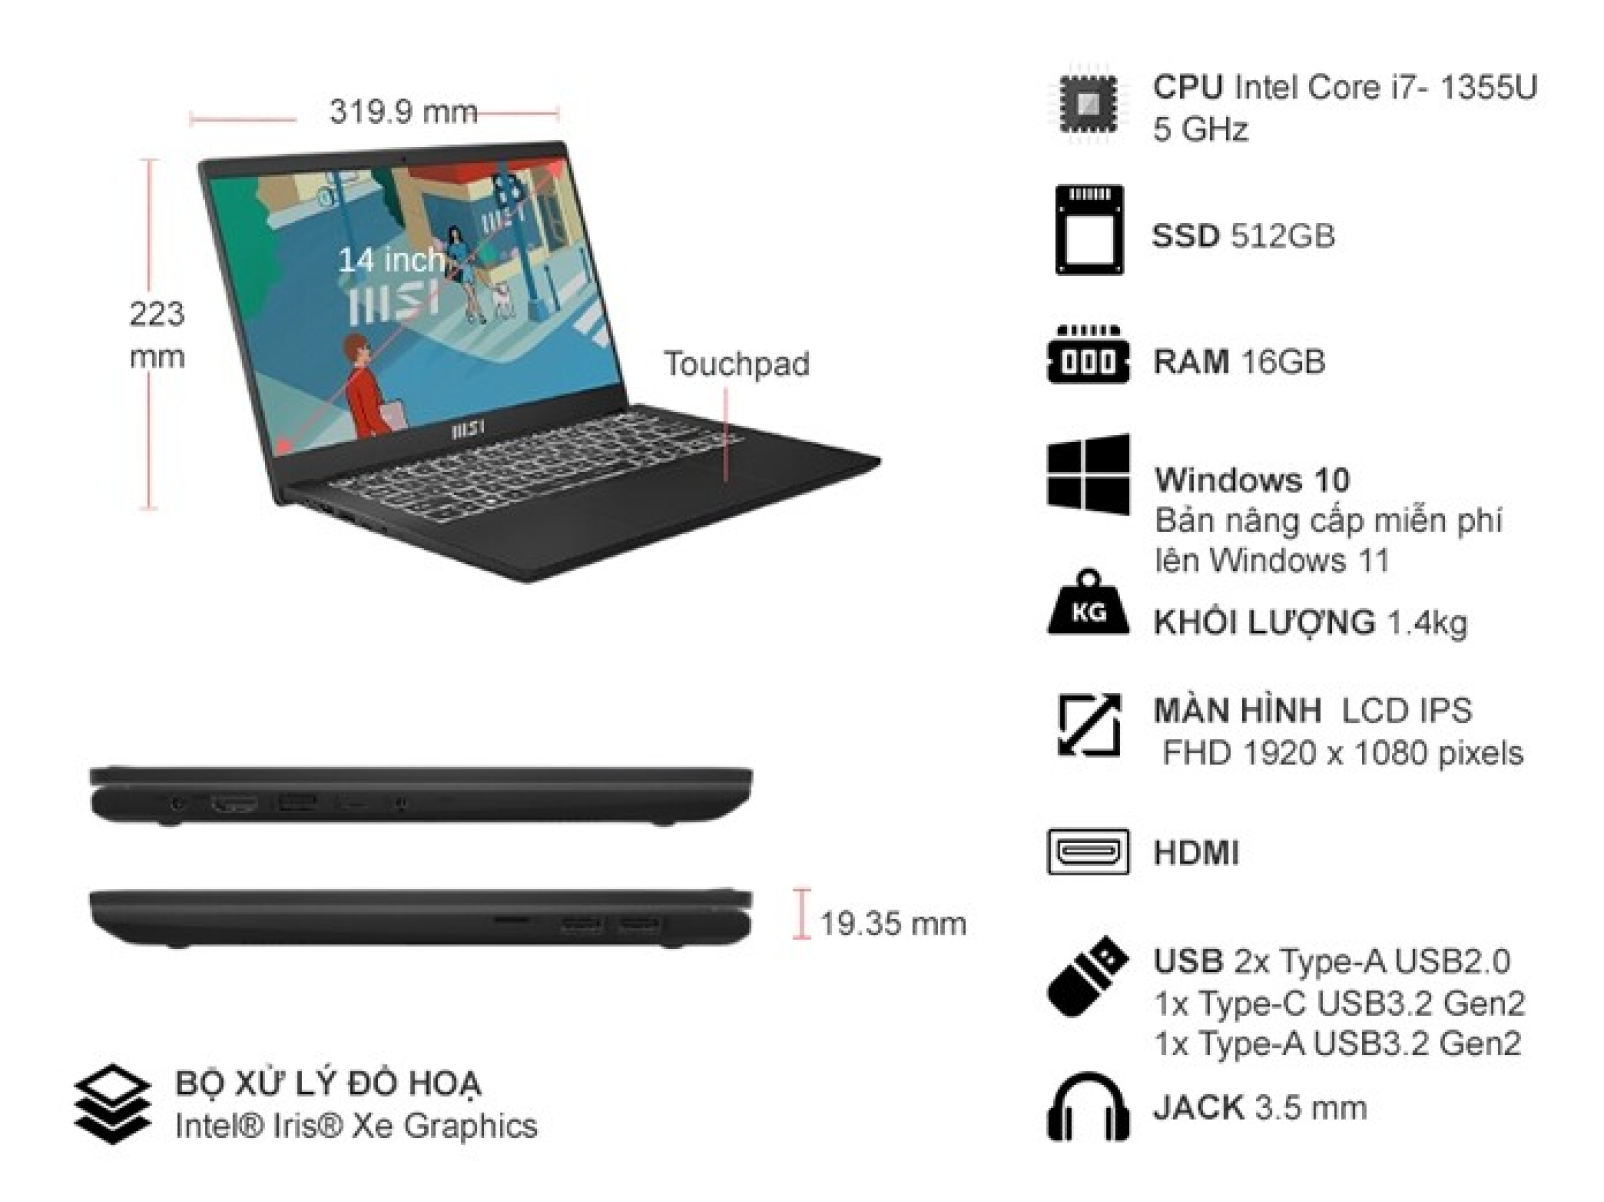 319.9 mm
14 inch
msi
msi
msi
223
mm
Touchpad
19.35 mm
BỘ XỬ LÝ ĐỒ HOẠ
Intel® Iris® Xe Graphics
CPU Intel Core i7- 1355U
5 GHz
SSD 512GB
RAM 16GB
Windows 10
Bản nâng cấp miễn phí
lên Windows 11
KG
KHỐI LƯỢNG 1.4kg
MÀN HÌNH LCD IPS
FHD 1920 x 1080 pixels
HDMI
USB 2x Type-A USB2.0
1x Type-C USB3.2 Gen2
1x Type-A USB3.2 Gen2
JACK 3.5 mm